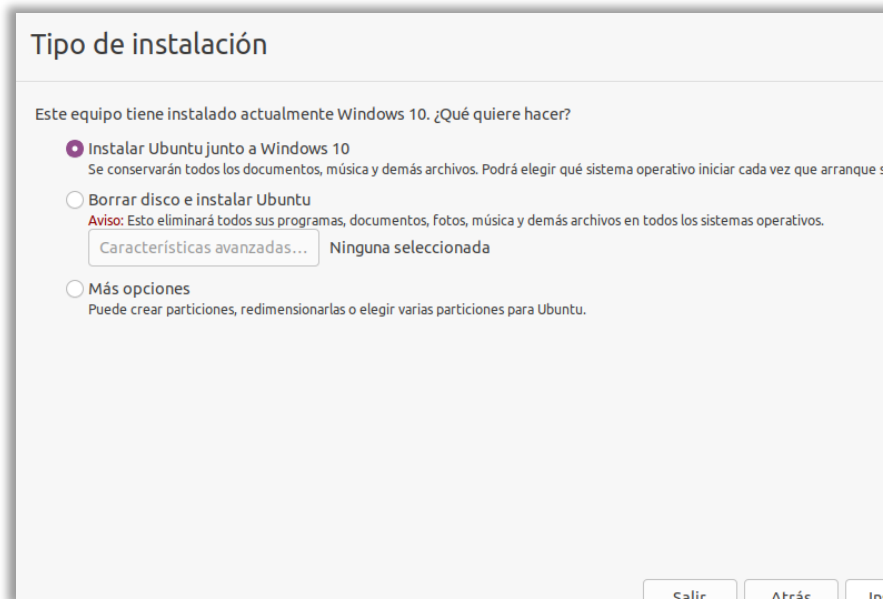 Tipo de instalación
Este equipo tiene instalado actualmente Windows 10. ¿Qué quiere hacer?
Instalar Ubuntu junto a Windows 10
Se conservarán todos los documentos, música y demás archivos. Podrá elegir qué sistema operativo iniciar cada vez que arranque
Borrar disco e instalar Ubuntu
Aviso: Esto eliminará todos sus programas, documentos, fotos, música y demás archivos en todos los sistemas operativos.
Características avanzadas... Ninguna seleccionada
Más opciones
Puede crear particiones, redimensionarlas o elegir varias particiones para Ubuntu.
Salir Atrás